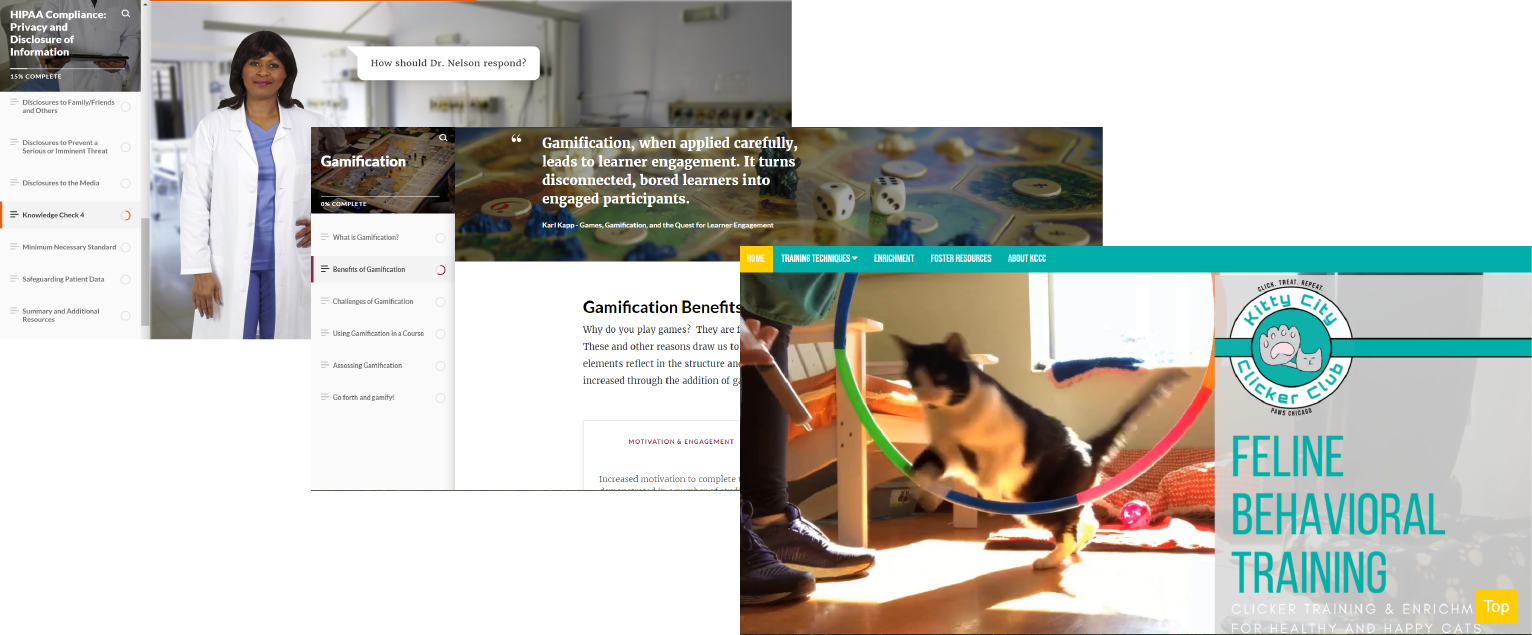 HIPAA Compliance:
Privacy and
Disclosure of
Information
15% COMPLETE
Disclosures to Family/Friends
and Others
Disclosures to Prevent a
Serious or Imminent Threat
Disclosures to the Media
Knowledge Check 4
Minimum Necessary Standard
Safeguarding Patient Data
Summary and Additional
Resources
How should Dr. Nelson respond?
Gamification
0% COMPLETE
What is Gamification?
Benefits of Gamification
Challenges of Gamification
Using Gamification in a Course
Assessing Gamification
Go forth and gamify!
“ Gamification, when applied carefully,
leads to learner engagement. It turns
disconnected, bored learners into
engaged participants.
Karl Kapp - Games, Gamification, and the Quest for Learner Engagement
Gamification Benefits
Why do you play games? They are
These and other reasons draw us to
elements reflect in the structure and
increased through the addition of
MOTIVATION & ENGAGEMENT
Increased motivation to complete
HOME TRAINING TECHNIQUES ENRICHMENT FOSTER RESOURCES ABOUT KCCC
CLICK. TREAT. REPEAT.
Kitty City
Clicker Club
PAWS CHICAGO
FELINE
BEHAVIORAL
TRAINING
CLICKER TRAINING & ENRICHM
FOR HEALTHY AND HAPPY CATS
Top